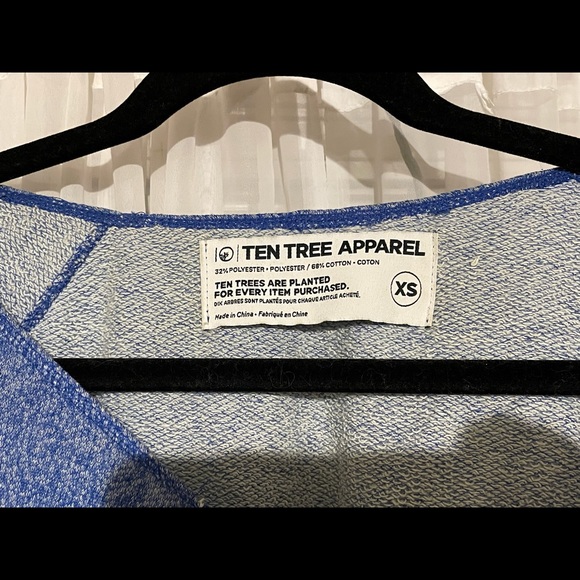 TEN TREE APPAREL
32% POLYESTER • POLYESTER / 68% COTTON • COTON
TEN TREES ARE PLANTED
FOR EVERY ITEM PURCHASED.
DIX ARBRES SONT PLANTÉS POUR CHAQUE ARTICLE ACHETÉ.
XS
Made in China • Fabriqué en Chine